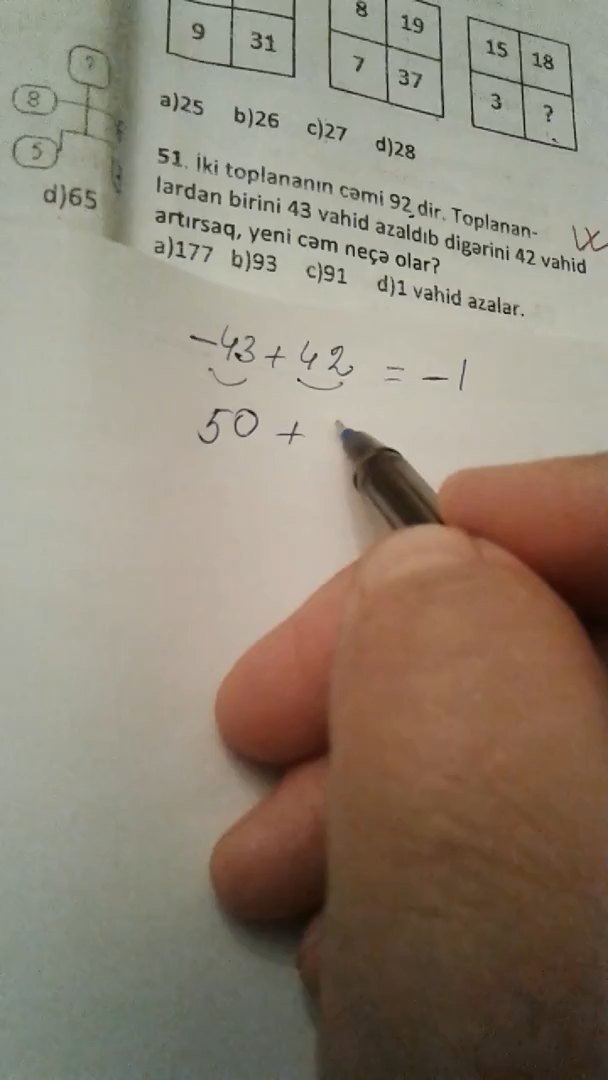 9 31
8 19
7 37
15 18
3 ?
a)25 b)26 c)27 d)28
?
8
5
d)65
51. İki toplananın cəmi 92 dir. Toplanan-
lardan birini 43 vahid azaldıb digərini 42 vahid
artırsaq, yeni cəm neçə olar?
a)177 b)93 c)91 d)1 vahid azalar.
-43 + 42 = -1
50 +